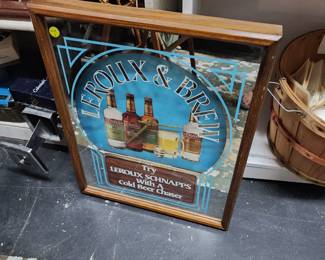 LEROUX & BREW
Try
LEROUX SCHNAPPS
With A
Cold Beer Chaser